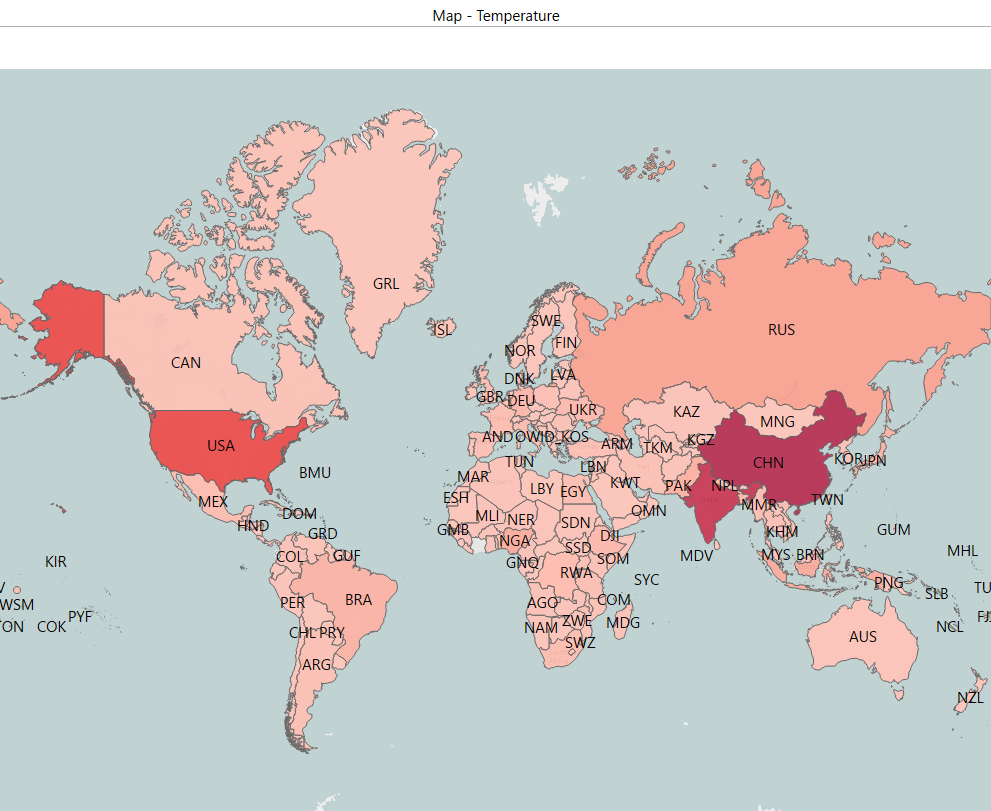 Map - Temperature
GRL
ISL
SWE
RUS
FIN
NOR
CAN
DNK
LVA
GBR
DEU
UKR
KAZ
MNG
USA
AND
OWID_KOS
ARM
TKM
KGZ
CHN
KOR
JPN
TUN
LBN
BMU
MAR
KWT
PAK
NPL
MEX
ESH
LBY
EGY
OMN
MMR
TWN
DOM
MLI
NER
SDN
HND
GRD
GMB
NGA
DJI
KHM
GUM
COL
GUF
SSD
SOM
MDV
MYS
BRN
MHL
KIR
GNQ
RWA
SYC
PNG
V
TU
WSM
PER
BRA
AGO
COM
SLB
PYF
TON
COK
CHL
PRY
NAM
ZWE
MDG
NCL
FJ
ARG
SWZ
AUS
NZL